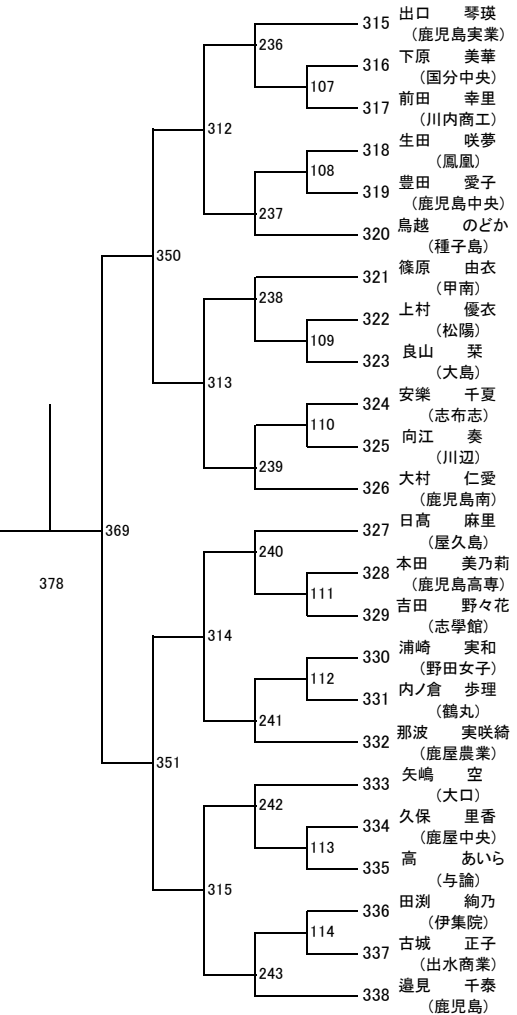 315 出口 琴瑛
(鹿児島実業)
236
316 下原 美華
(国分中央)
107
317 前田 幸里
(川内商工)
312
318 生田 咲夢
(鳳凰)
108
319 豊田 愛子
(鹿児島中央)
237
320 鳥越 のどか
(種子島)
350
321 篠原 由衣
(甲南)
238
322 上村 優衣
(松陽)
109
323 良山 栞
(大島)
313
324 安樂 千夏
(志布志)
110
325 向江 奏
(川辺)
239
326 大村 仁愛
(鹿児島南)
369
327 日髙 麻里
(屋久島)
240
378
328 本田 美乃莉
(鹿児島高専)
111
329 吉田 野々花
(志學館)
314
330 浦崎 実和
(野田女子)
112
331 内ノ倉 歩理
(鶴丸)
241
332 那波 実咲綺
(鹿屋農業)
351
333 矢嶋 空
(大口)
242
334 久保 里香
(鹿屋中央)
113
335 高 あいら
(与論)
315
336 田渕 絢乃
(伊集院)
114
337 古城 正子
(出水商業)
243
338 邉見 千泰
(鹿児島)